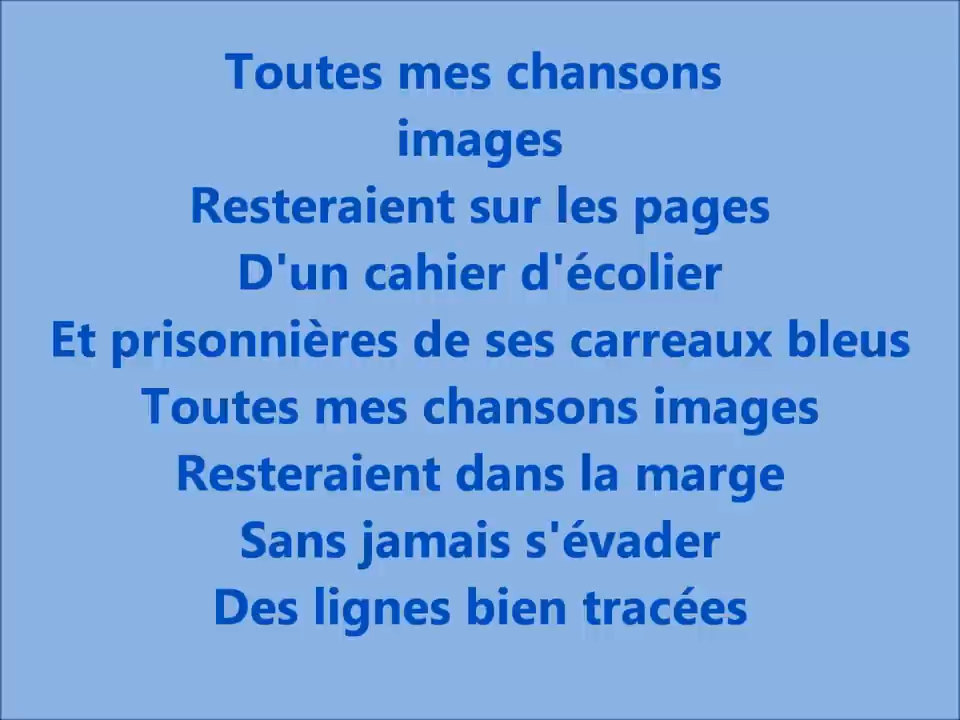 Toutes mes chansons
images
Resteraient sur les pages
D'un cahier d'écolier
Et prisonnières de ses carreaux bleus
Toutes mes chansons images
Resteraient dans la marge
Sans jamais s'évader
Des lignes bien tracées